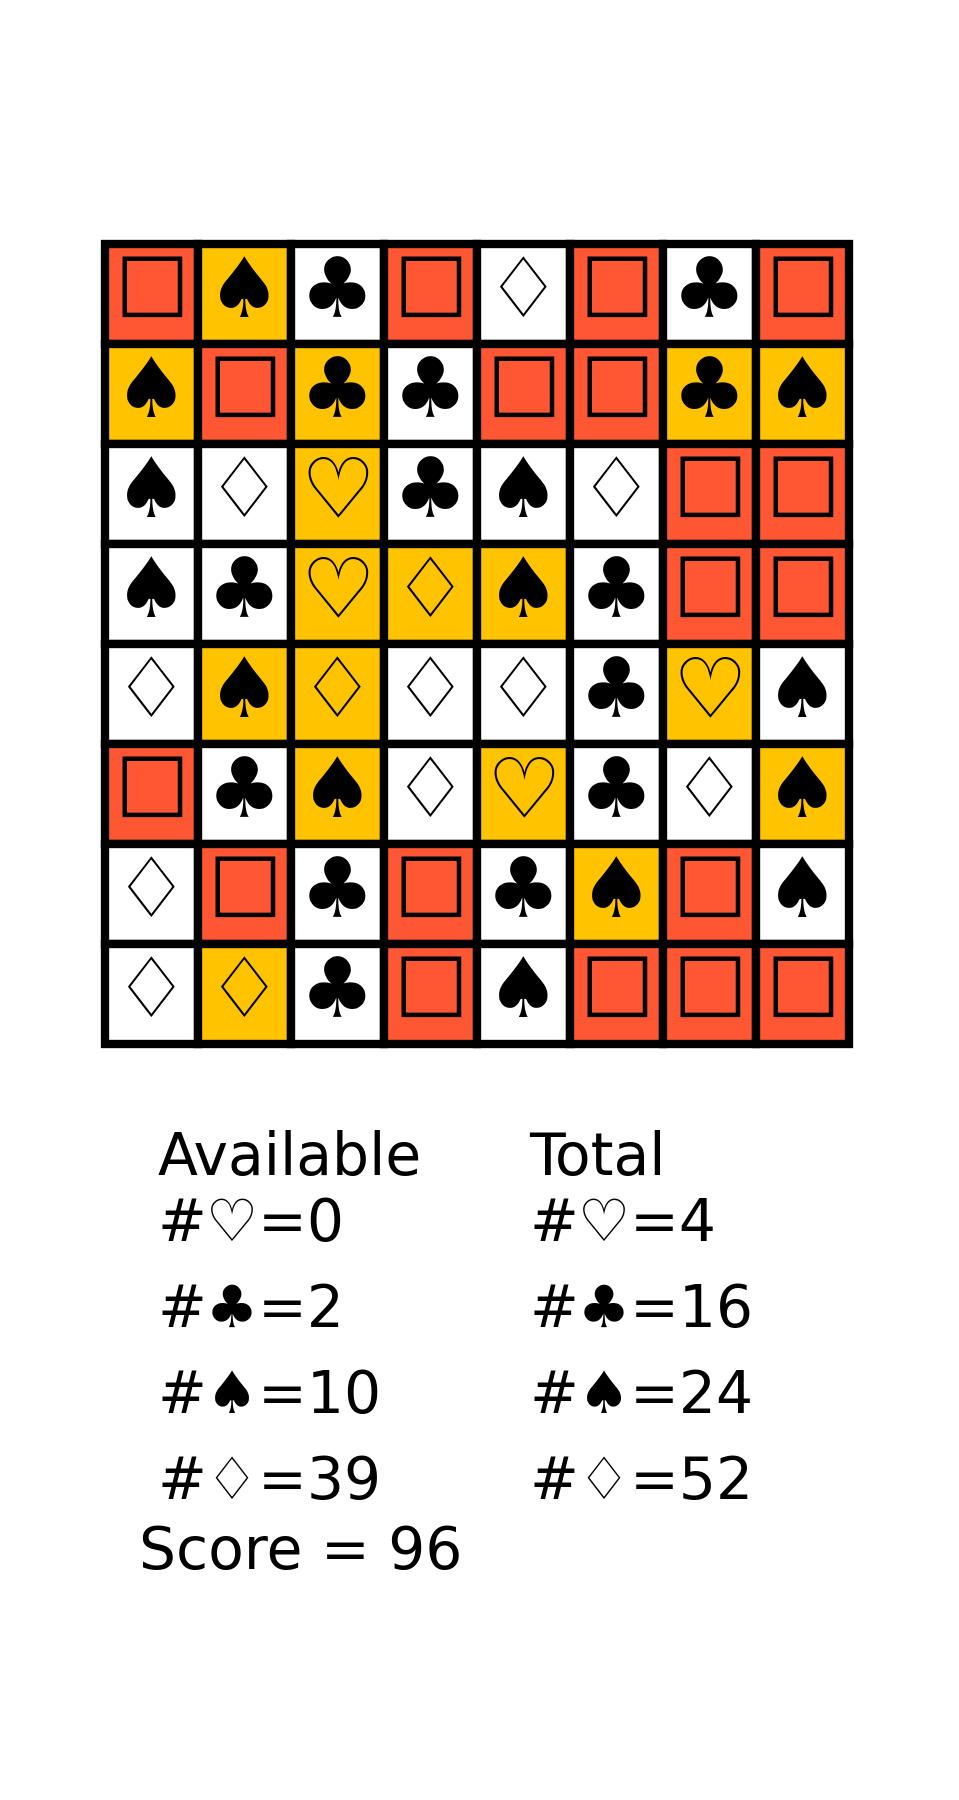 □ ♠ ♣ □ ♢ □ ♣ □
♠ □ ♣ ♣ □ □ ♣ ♠
♠ ♢ ♡ ♣ ♠ ♢ □ □
♠ ♣ ♡ ♢ ♠ ♣ □ □
♢ ♠ ♢ ♢ ♢ ♣ ♡ ♠
□ ♣ ♠ ♢ ♡ ♣ ♢ ♠
♢ □ ♣ □ ♣ ♠ □ ♠
♢ ♢ ♣ □ ♠ □ □ □
Available Total
#♡=0 #♡=4
#♣=2 #♣=16
#♠=10 #♠=24
#♢=39 #♢=52
Score = 96